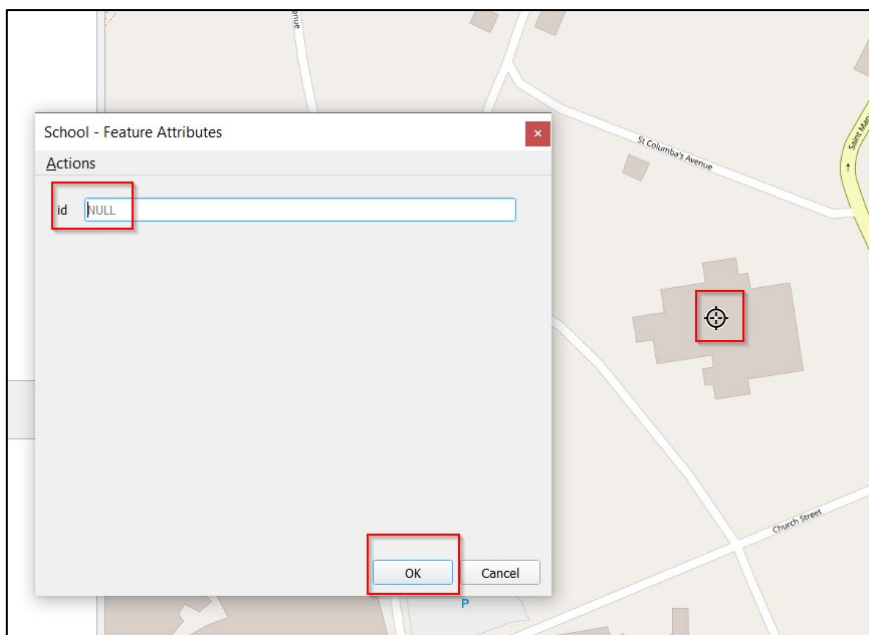 School - Feature Attributes
Actions
id NULL
OK Cancel
St Columba's Avenue
Church Street
P